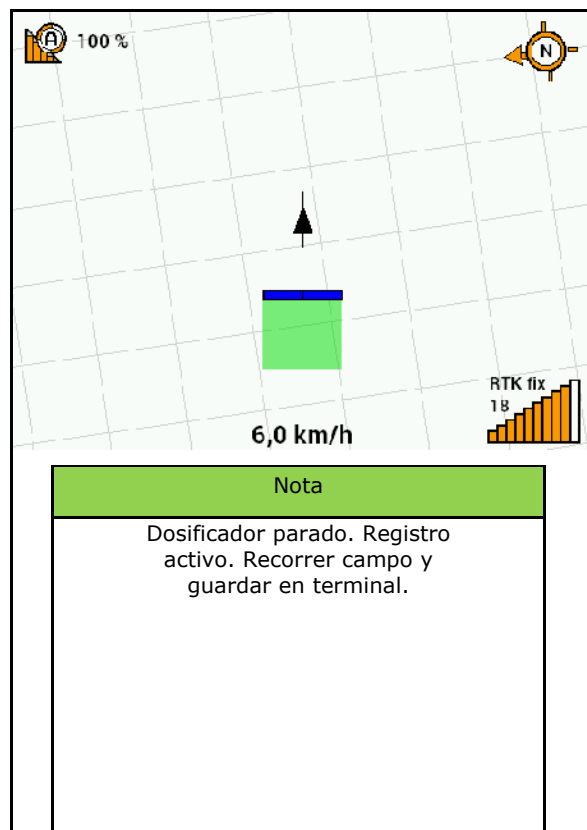 A 100 %
N
RTK fix
18
6,0 km/h
Nota
Dosificador parado. Registro
activo. Recorrer campo y
guardar en terminal.